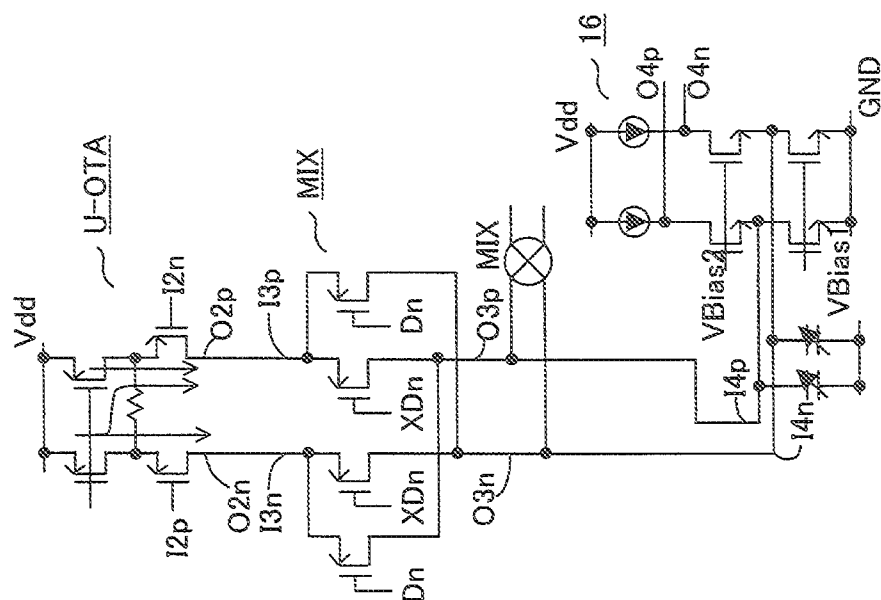 U-OTA
Vdd
I2n
I2p
O2p
O2n
I3p
I3n
MIX
Dn
XDn
XDn
Dn
O3p
O3n
MIX
16
Vdd
O4p
O4n
VBias2
VBias1
I4p
I4n
GND